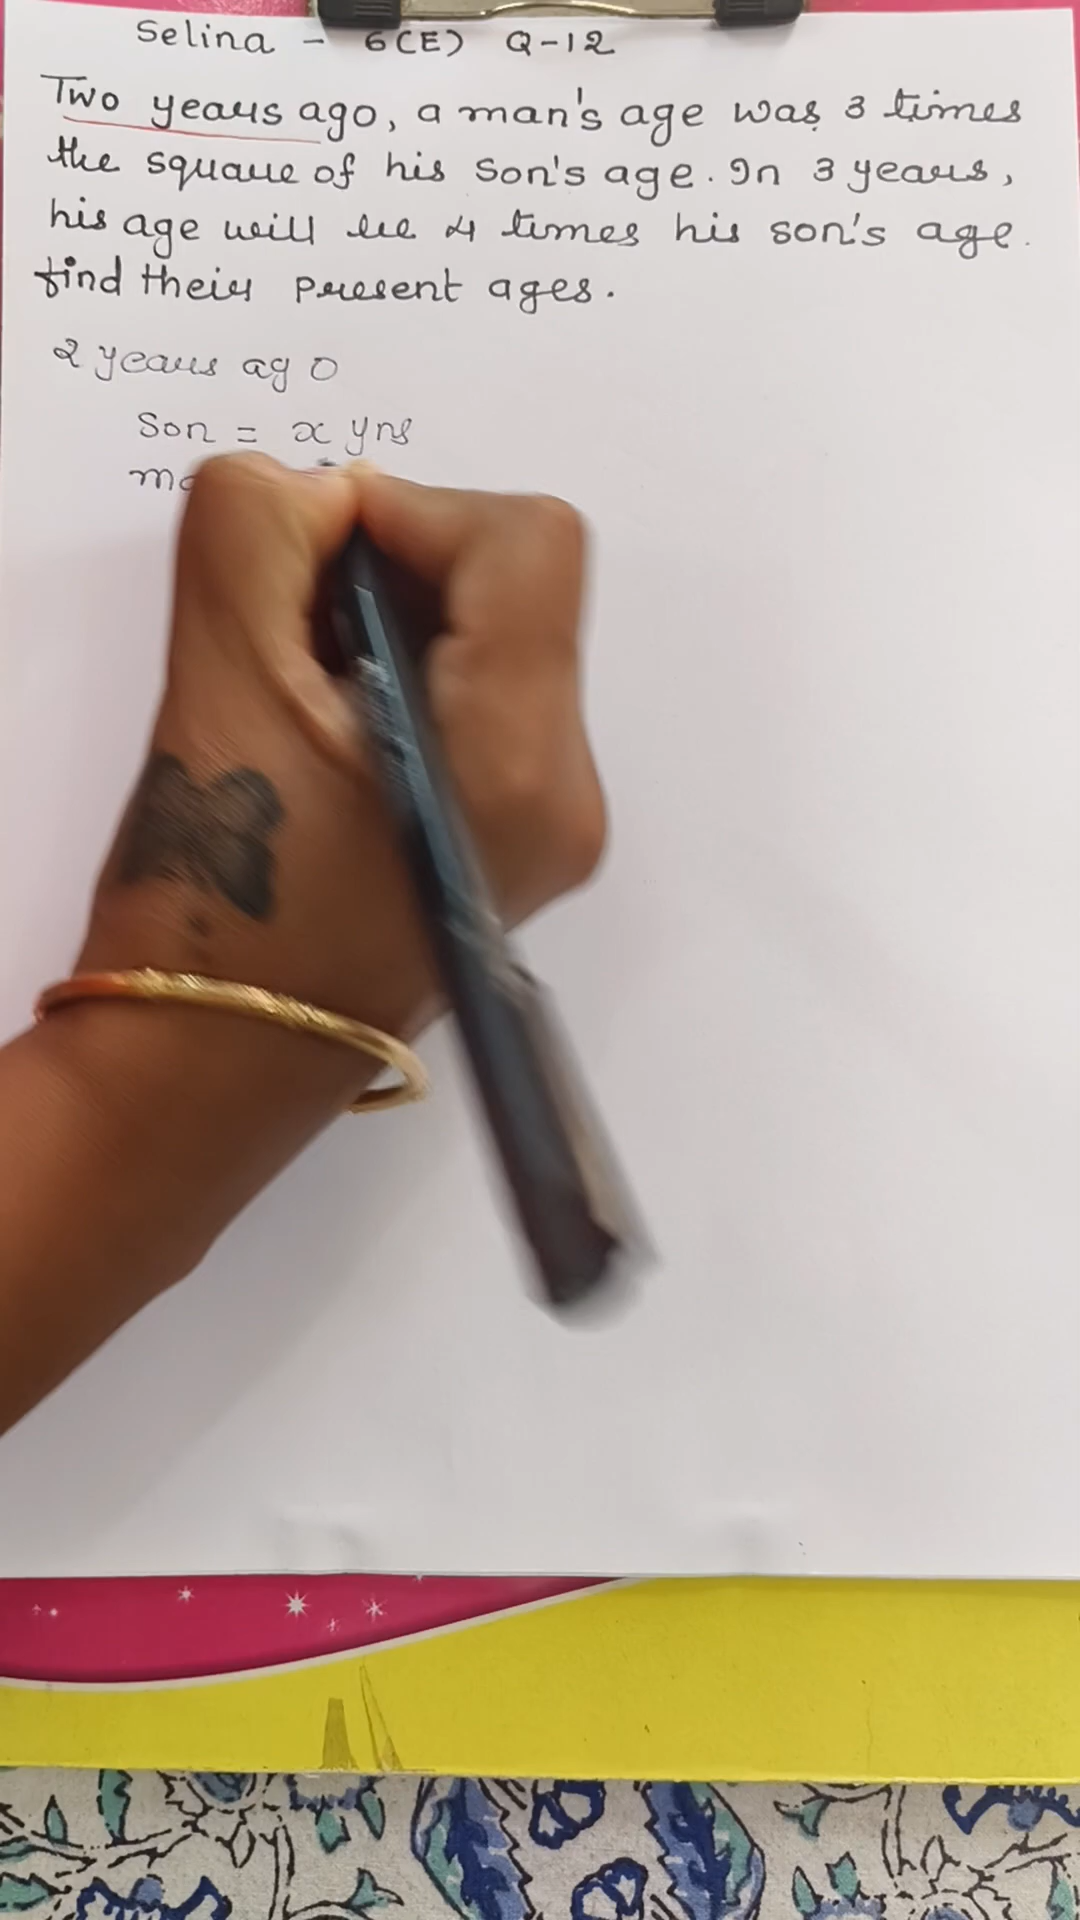 Selina - 6(E) Q-12
Two years ago, a man's age was 3 times
the square of his Son's age. In 3 years,
his age will be 4 times his son's age.
find their present ages.
2 years ago
Son = x yrs